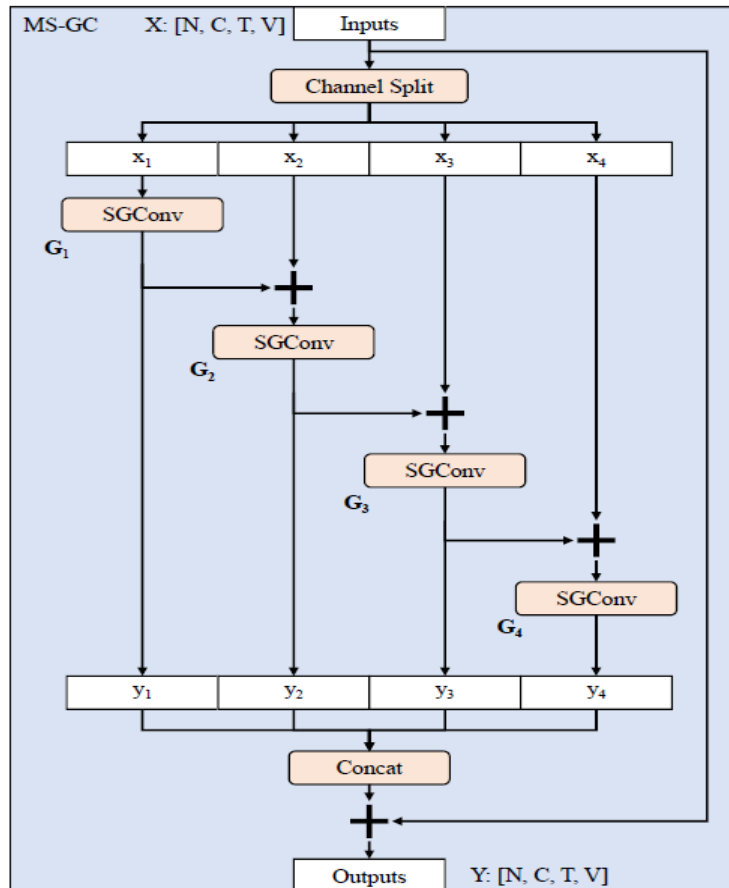 MS-GC X: [N, C, T, V] Inputs
Channel Split
x₁ x₂ x₃ x₄
SGConv
G₁
SGConv
G₂
SGConv
G₃
SGConv
G₄
y₁ y₂ y₃ y₄
Concat
Outputs Y: [N, C, T, V]